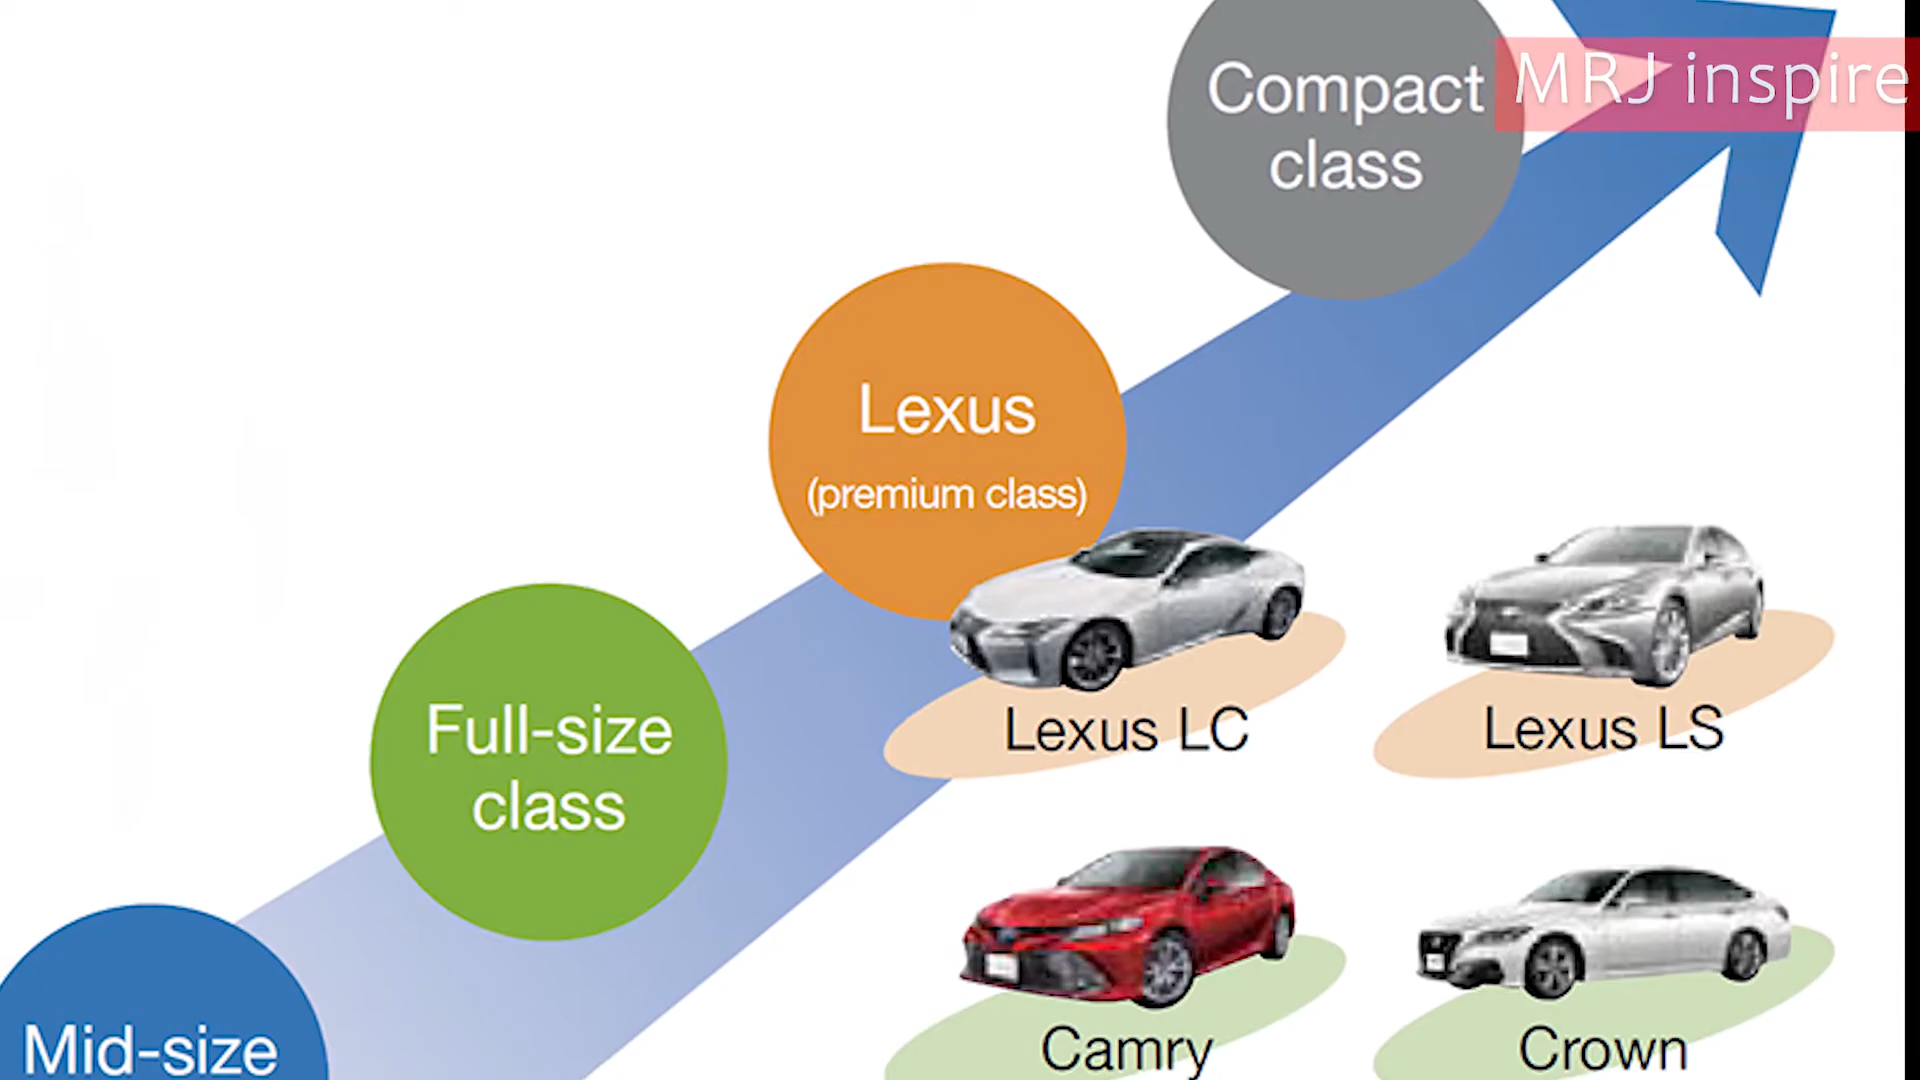 MRJ inspire
Compact
class
Lexus
(premium class)
Full-size
class
Lexus LC
Lexus LS
Mid-size
Camry
Crown